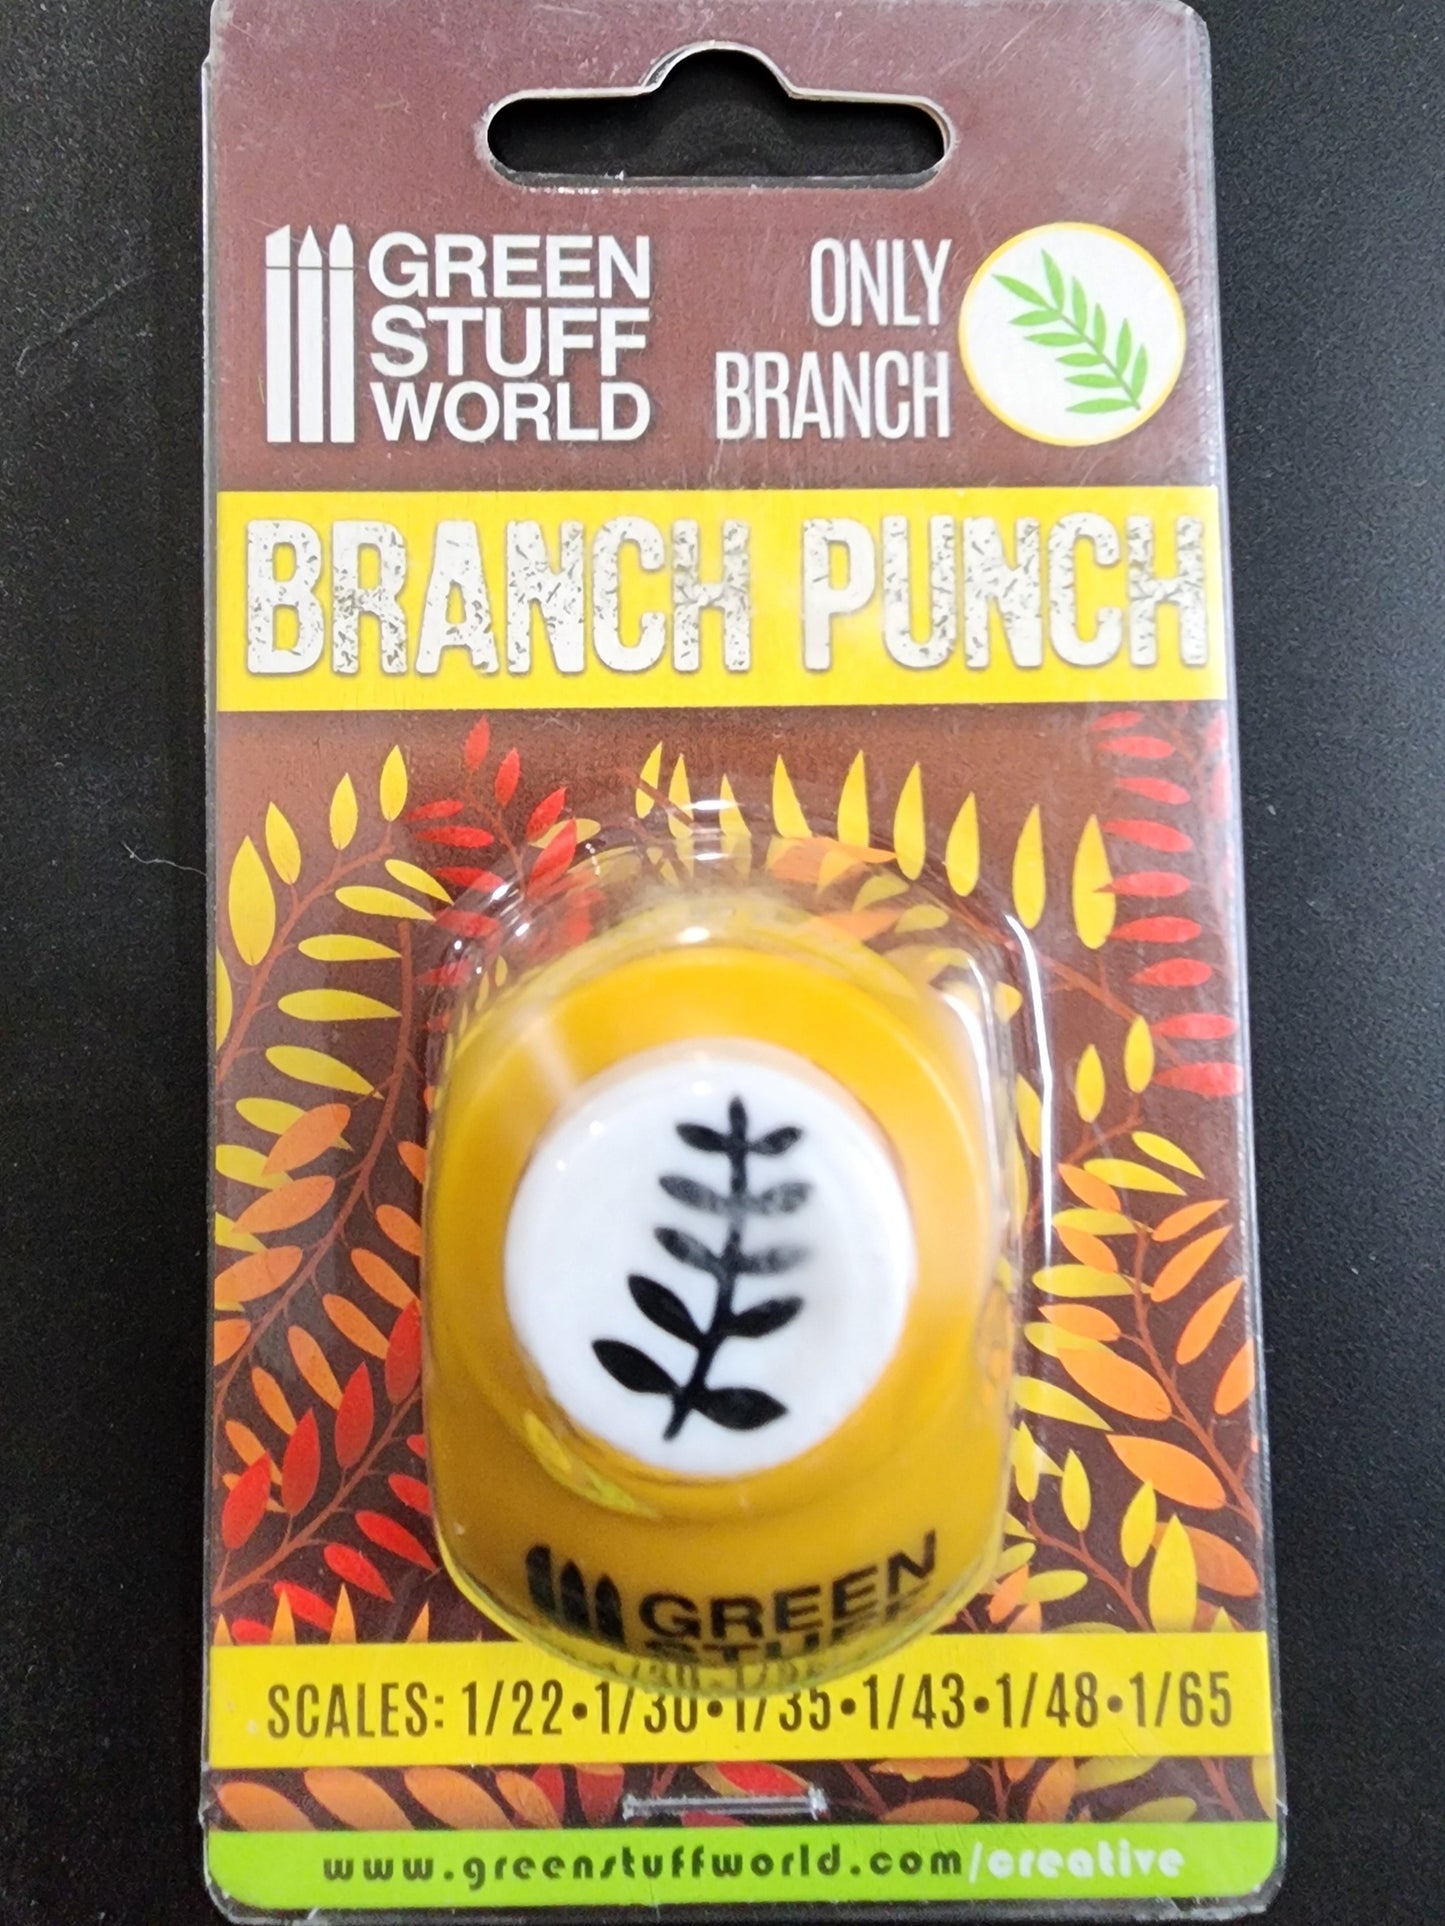 GREEN
STUFF
WORLD
ONLY
BRANCH
BRANCH PUNCH
GREEN
STUFF
SCALES: 1/22•1/30•1/35•1/43•1/48•1/65
www.greenstuffworld.com/creative